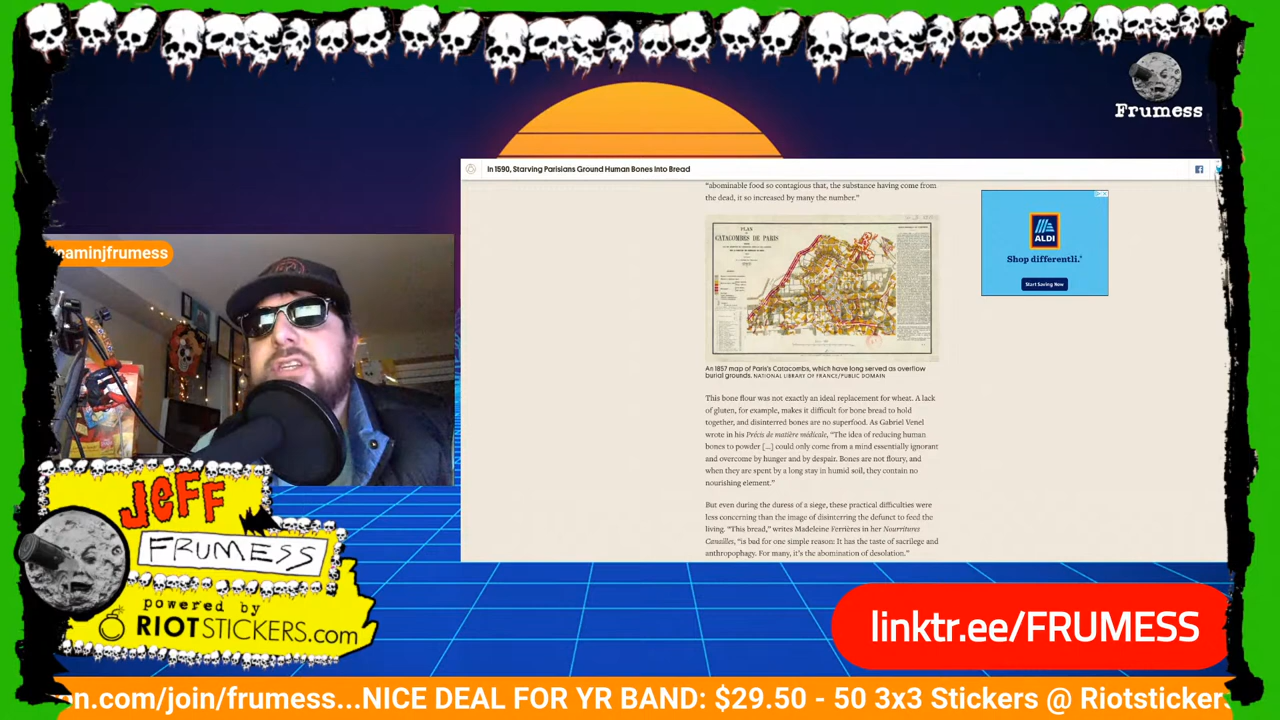 Frumess
In 1590, Starving Parisians Ground Human Bones Into Bread
"abominable food so contagious that, the substance having come from
the dead, it so increased by many the number."
PLAN
CATACOMBES DE PARIS
An 1857 map of Paris's Catacombs, which have long served as overflow
burial grounds. NATIONAL LIBRARY OF FRANCE/PUBLIC DOMAIN
This bone flour was not exactly an ideal replacement for wheat. A lack
of gluten, for example, makes it difficult for bone bread to hold
together, and disinterred bones are no superfood. As Gabriel Venel
wrote in his Précis de matière médicale, "The idea of reducing human
bones to powder [...] could only come from a mind essentially ignorant
and overcome by hunger and by despair. Bones are not floury, and
when they are spent by a long stay in humid soil, they contain no
nourishing element."
But even during the duress of a siege, these practical difficulties were
less concerning than the image of disinterring the defunct to feed the
living. "This bread," writes Madeleine Ferrières in her Nourritures
Canailles, "is bad for one simple reason: It has the taste of sacrilege and
anthropophagy. For many, it's the abomination of desolation."
ALDI
Shop differentli.
Start Saving Now
naminjfrumess
JEFF
FRUMESS
powered by
RIOTSTICKERS.com
linktr.ee/FRUMESS
on.com/join/frumess...NICE DEAL FOR YR BAND: $29.50 - 50 3x3 Stickers @ Riotstickers